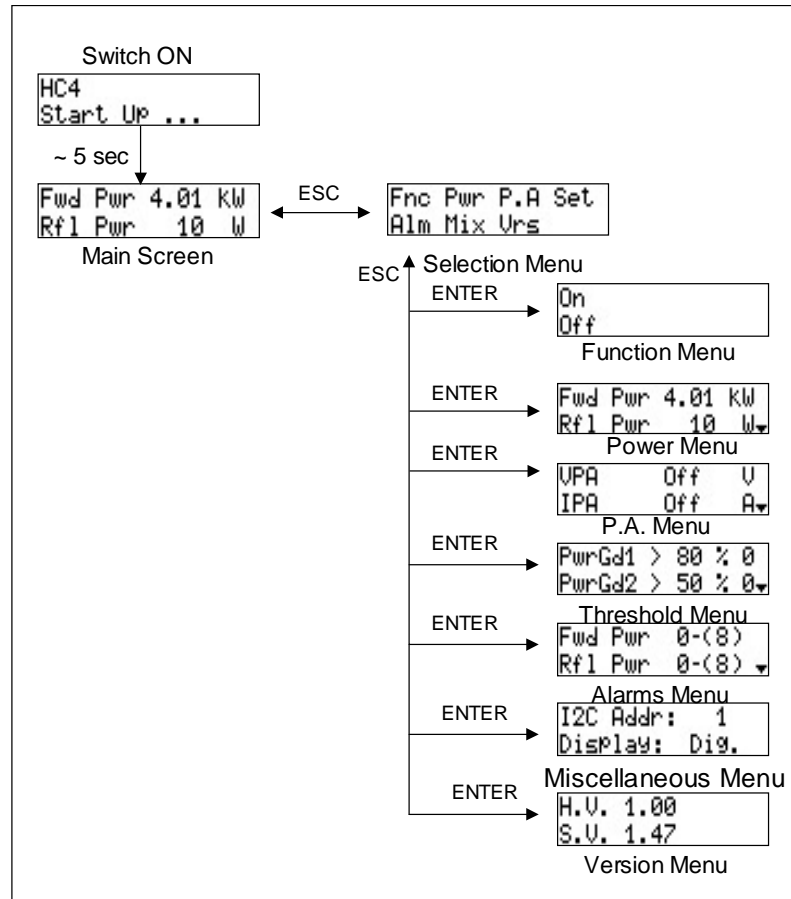 Switch ON
HC4
Start Up ...
~ 5 sec
Fwd Pwr 4.01 KW
Rfl Pwr 10 W
Main Screen
ESC
Fnc Pwr P.A Set
Alm Mix Vrs
Selection Menu
ESC
ENTER
On
Off
Function Menu
ENTER
Fwd Pwr 4.01 KW
Rfl Pwr 10 W
Power Menu
ENTER
VPA Off V
IPA Off A
P.A. Menu
ENTER
PwrGd1 > 80 % 0
PwrGd2 > 50 % 0
Threshold Menu
ENTER
Fwd Pwr 0-(8)
Rfl Pwr 0-(8)
Alarms Menu
ENTER
I2C Addr: 1
Display: Dig.
Miscellaneous Menu
ENTER
H.V. 1.00
S.V. 1.47
Version Menu